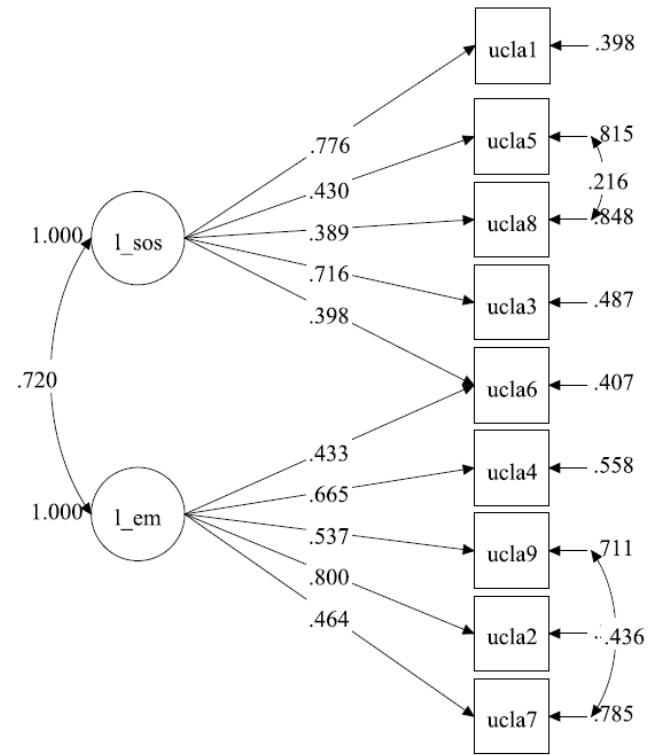 ucla1 .398
.776
ucla5 .815
.430
.216
ucla8 .848
.389
1.000 l_sos
.716
ucla3 .487
.398
ucla6 .407
.720
.433
ucla4 .558
.665
1.000 l_em
.537
ucla9 .711
.800
.464
ucla2 .436
ucla7 .785